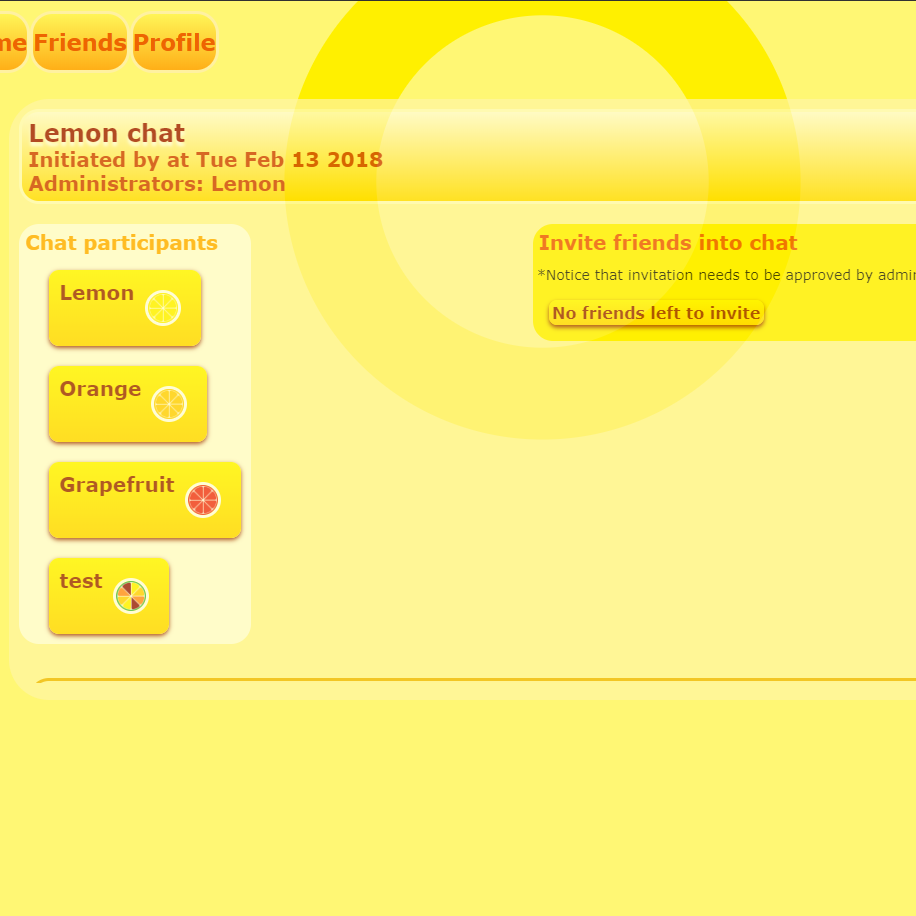 me Friends Profile
Lemon chat
Initiated by at Tue Feb 13 2018
Administrators: Lemon
Chat participants
Lemon
Orange
Grapefruit
test
Invite friends into chat
*Notice that invitation needs to be approved by admin
No friends left to invite